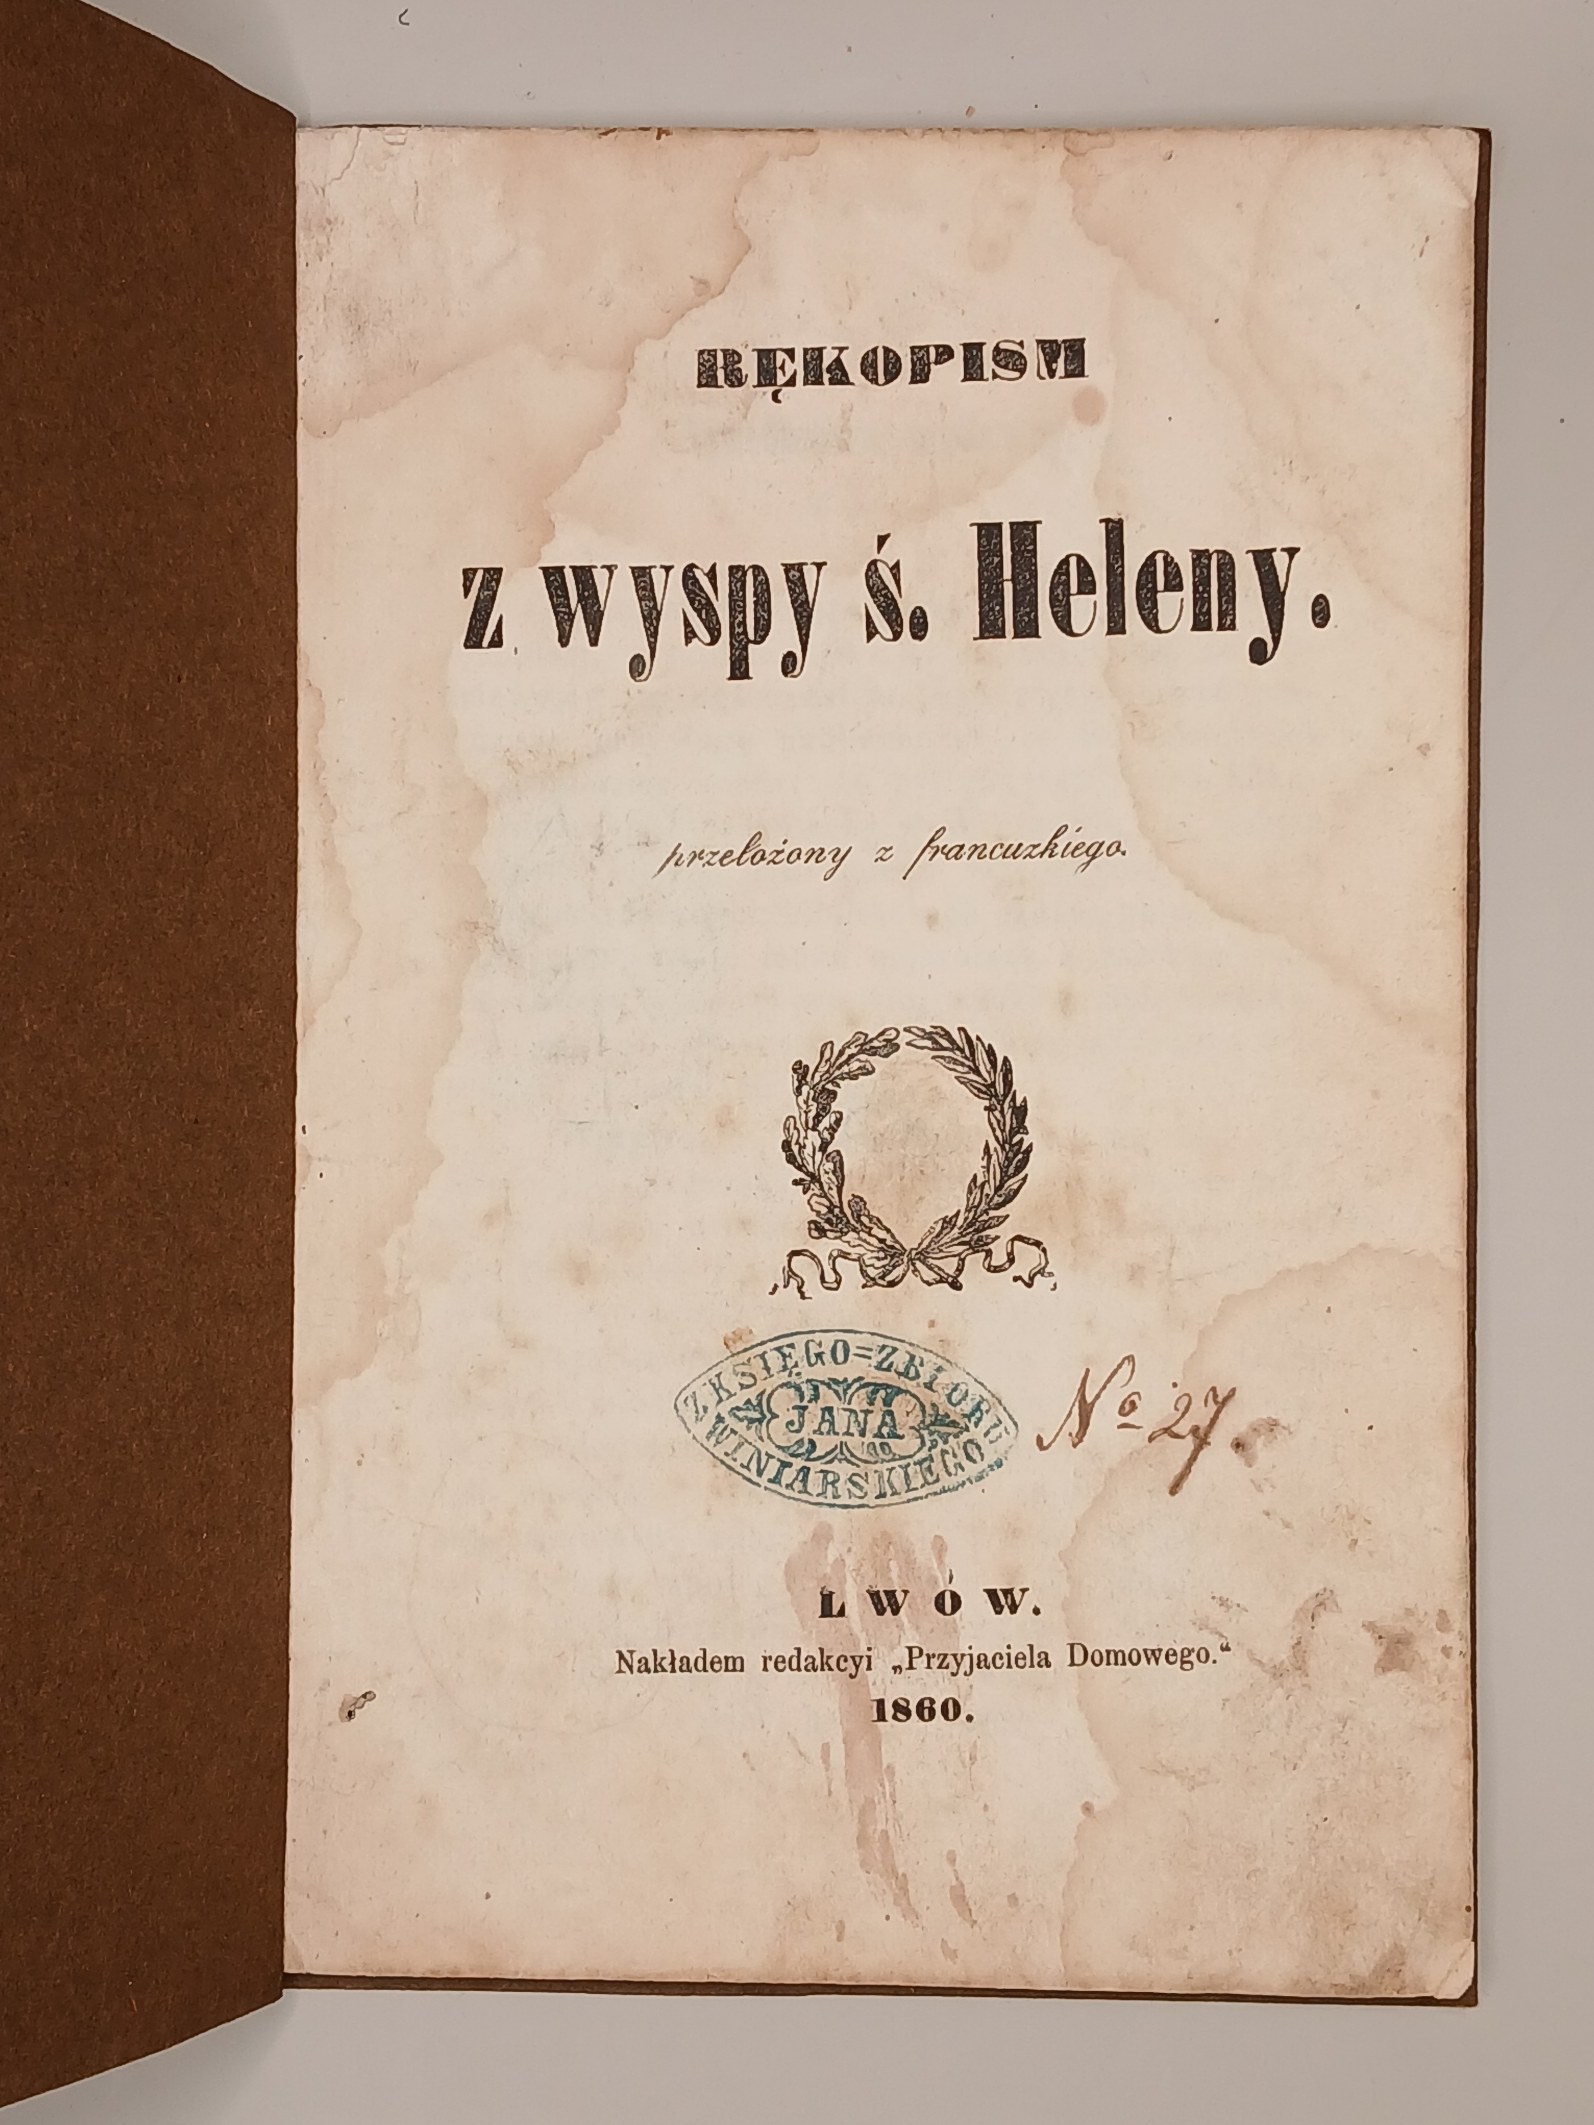 RĘKOPISM
z wyspy ś. Heleny.
przełożony z francuzkiego.
Z KSIĘGO=ZBIORU
JANA
WINIARSKIEGO
No 27
LWÓW.
Nakładem redakcyi „Przyjaciela Domowego.“
1860.